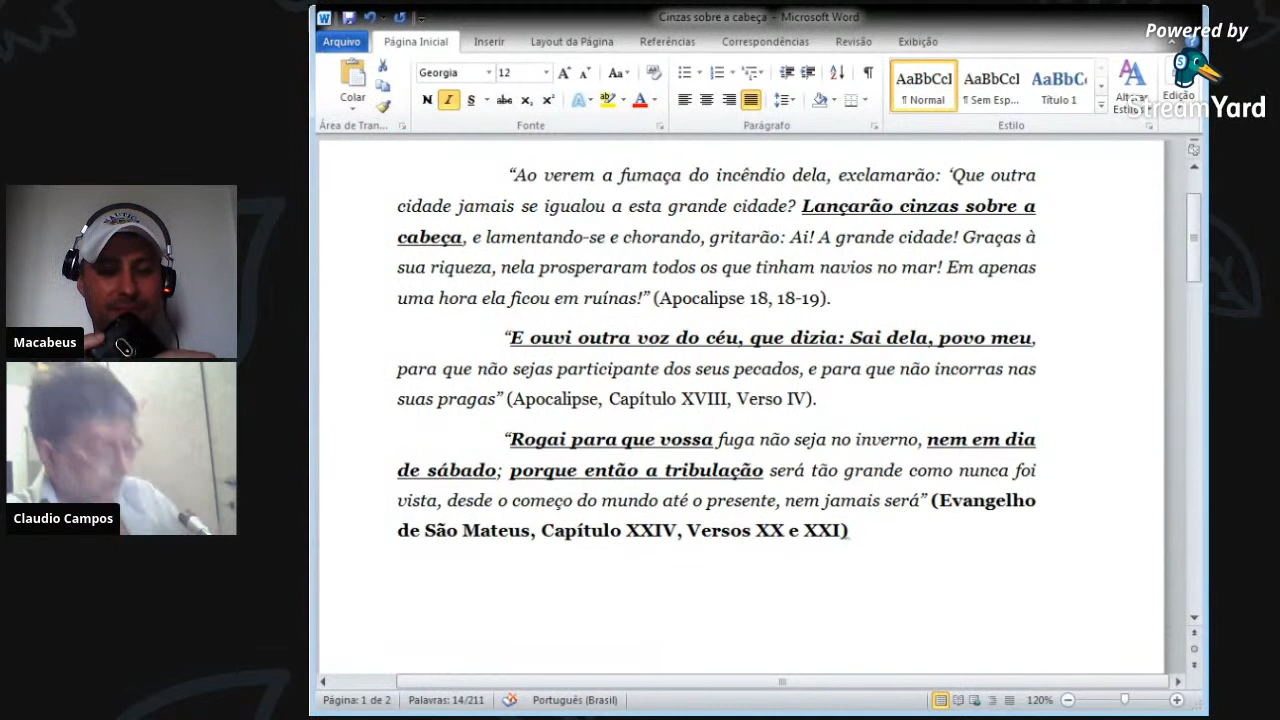 Cinzas sobre a cabeça - Microsoft Word
Powered by
StreamYard
Arquivo Página Inicial Inserir Layout da Página Referências Correspondências Revisão Exibição
Georgia 12 Aa
Colar
N I S abc x, x² A A
AaBbCcI AaBbCcI AaBbC
¶ Normal ¶ Sem Esp... Título 1
Alterar Estilos Edição
Área de Tran... Fonte Parágrafo Estilo
“Ao verem a fumaça do incêndio dela, exclamarão: ‘Que outra
cidade jamais se igualou a esta grande cidade? Lançarão cinzas sobre a
cabeça, e lamentando-se e chorando, gritarão: Ai! A grande cidade! Graças à
sua riqueza, nela prosperaram todos os que tinham navios no mar! Em apenas
uma hora ela ficou em ruínas!” (Apocalipse 18, 18-19).
“E ouvi outra voz do céu, que dizia: Sai dela, povo meu,
para que não sejas participante dos seus pecados, e para que não incorras nas
suas pragas” (Apocalipse, Capítulo XVIII, Verso IV).
“Rogai para que vossa fuga não seja no inverno, nem em dia
de sábado; porque então a tribulação será tão grande como nunca foi
vista, desde o começo do mundo até o presente, nem jamais será” (Evangelho
de São Mateus, Capítulo XXIV, Versos XX e XXI)
Macabeus
Claudio Campos
Página: 1 de 2 Palavras: 14/211 Português (Brasil) 120%